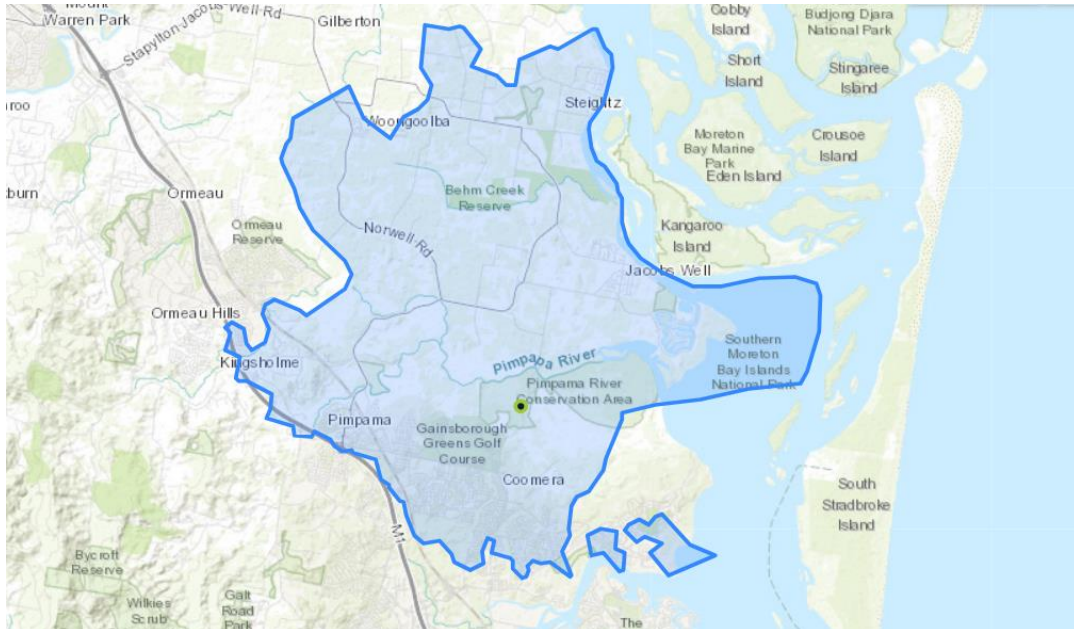 Mount
Warren Park
Stapylton-Jacobs-Well-Rd
Gilberton
Cobby
Island
Budjong Djara
National Park
Short
Island
Stingaree
Island
Steiglitz
Woongoolba
Moreton
Bay Marine
Park
Eden Island
Crusoe
Island
Ormeau
Behm Creek
Reserve
Ormeau
Reserve
Norwell-Rd
Kangaroo
Island
Jacobs Well
Ormeau Hills
Kingsholme
Pimpapa River
Southern
Moreton
Bay Islands
National Park
Pimpama River
Conservation Area
Pimpama
Gainsborough
Greens Golf
Course
Coomera
South
Stradbroke
Island
M1
Bycroft
Reserve
Wilkies
Scrub
Galt
Road
Park
The